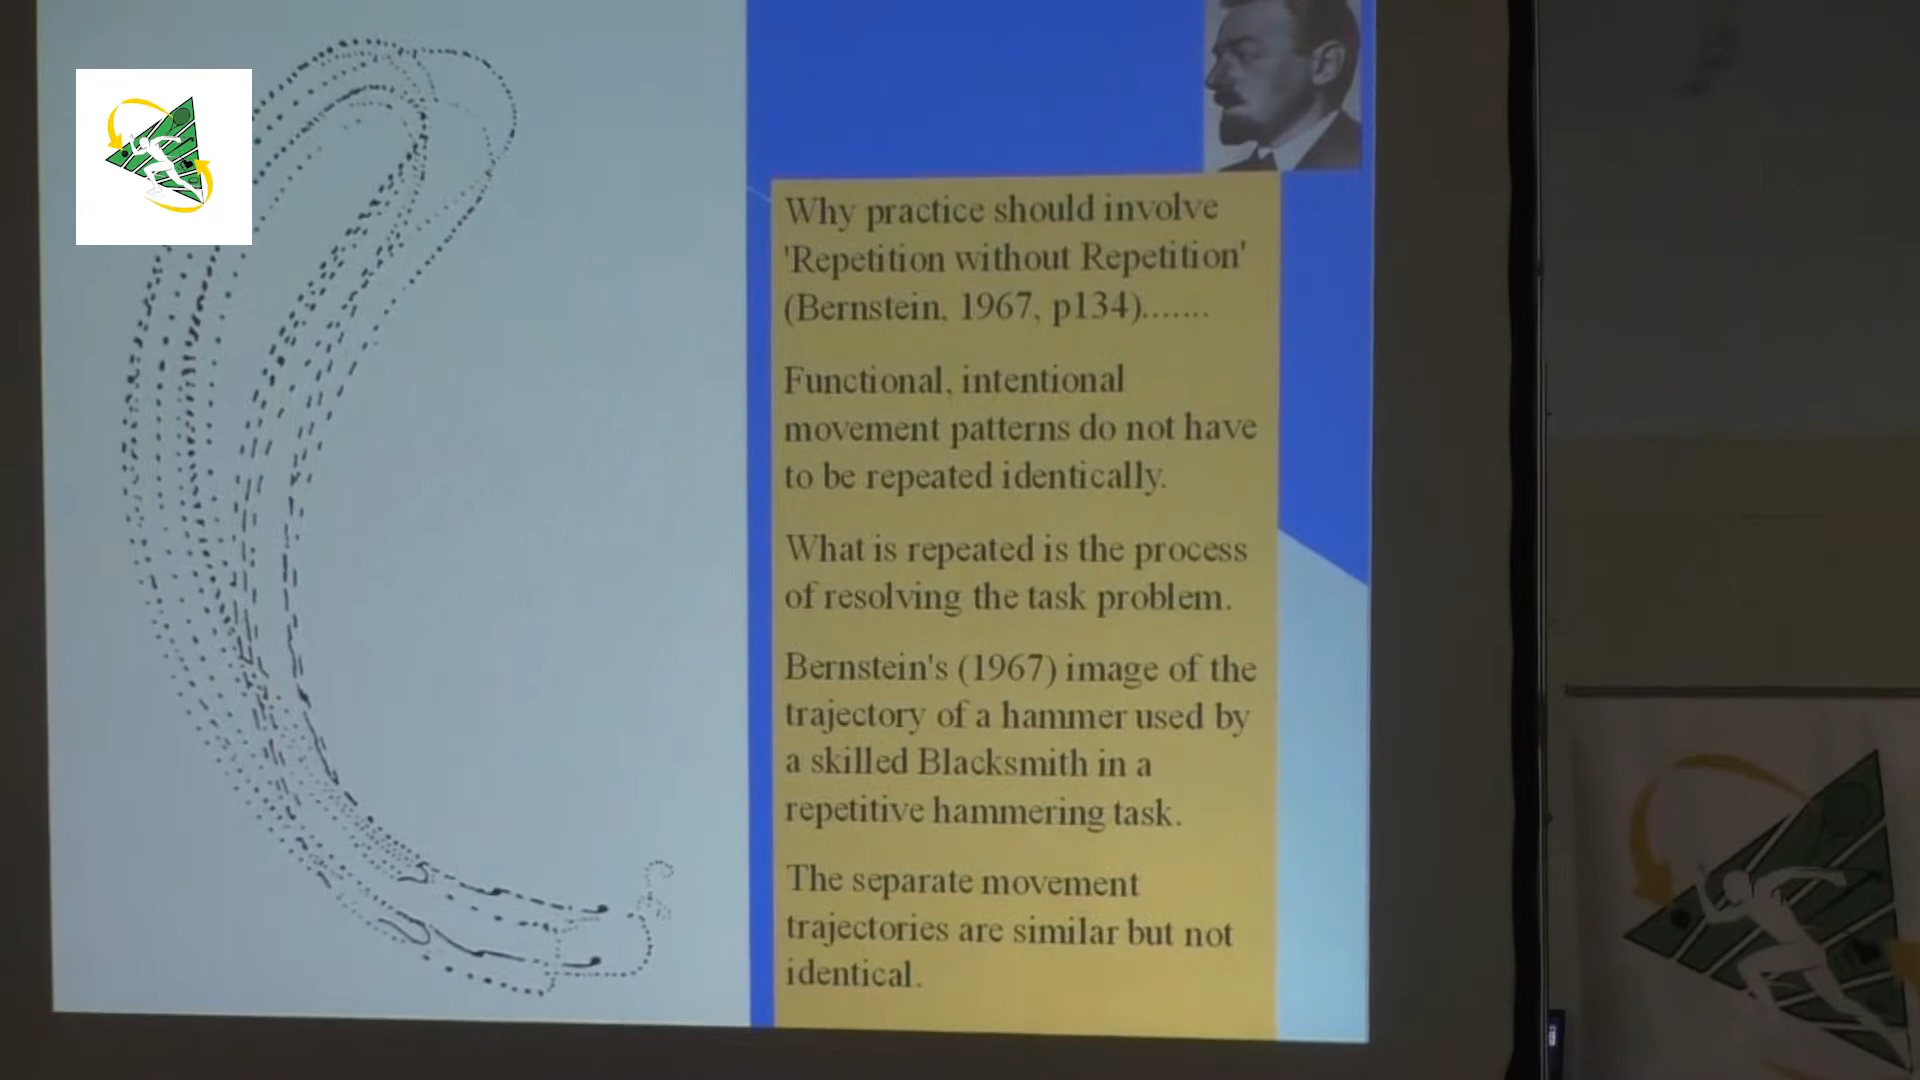 Why practice should involve
'Repetition without Repetition'
(Bernstein, 1967, p134).......
Functional, intentional
movement patterns do not have
to be repeated identically.
What is repeated is the process
of resolving the task problem.
Bernstein's (1967) image of the
trajectory of a hammer used by
a skilled Blacksmith in a
repetitive hammering task.
The separate movement
trajectories are similar but not
identical.